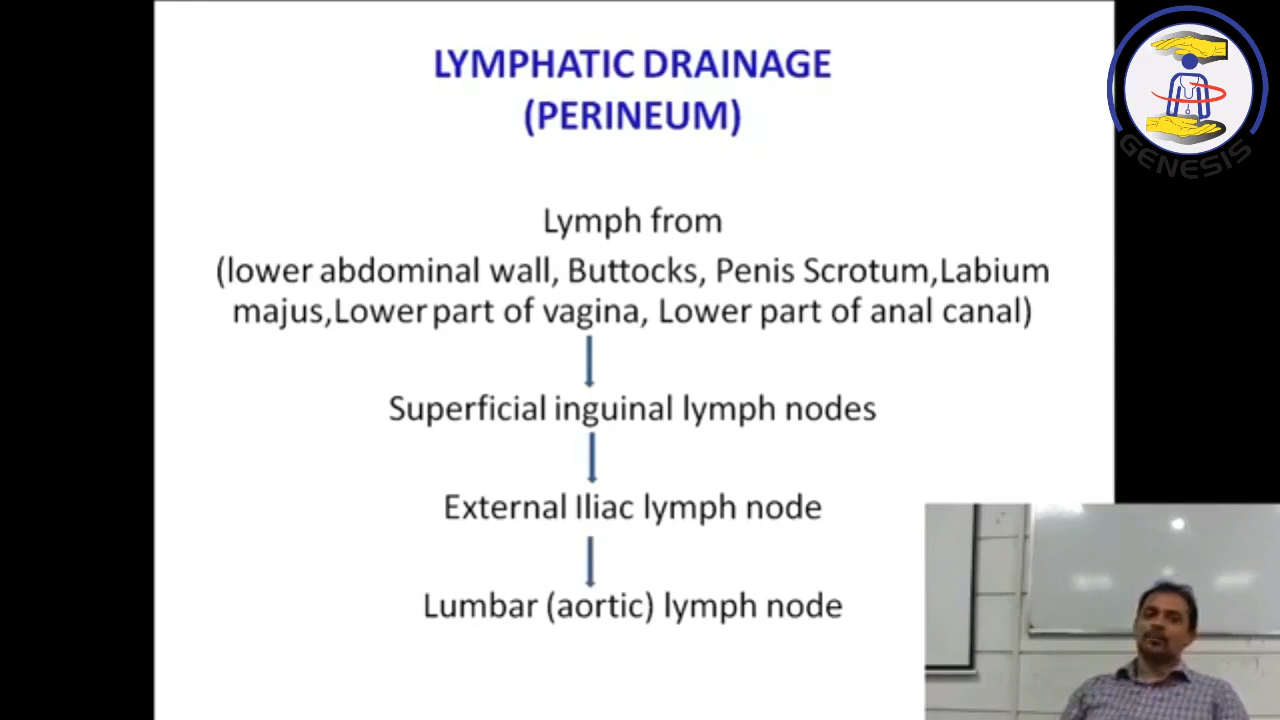 LYMPHATIC DRAINAGE
(PERINEUM)
GENESIS
Lymph from
(lower abdominal wall, Buttocks, Penis Scrotum,Labium
majus,Lower part of vagina, Lower part of anal canal)
Superficial inguinal lymph nodes
External Iliac lymph node
Lumbar (aortic) lymph node